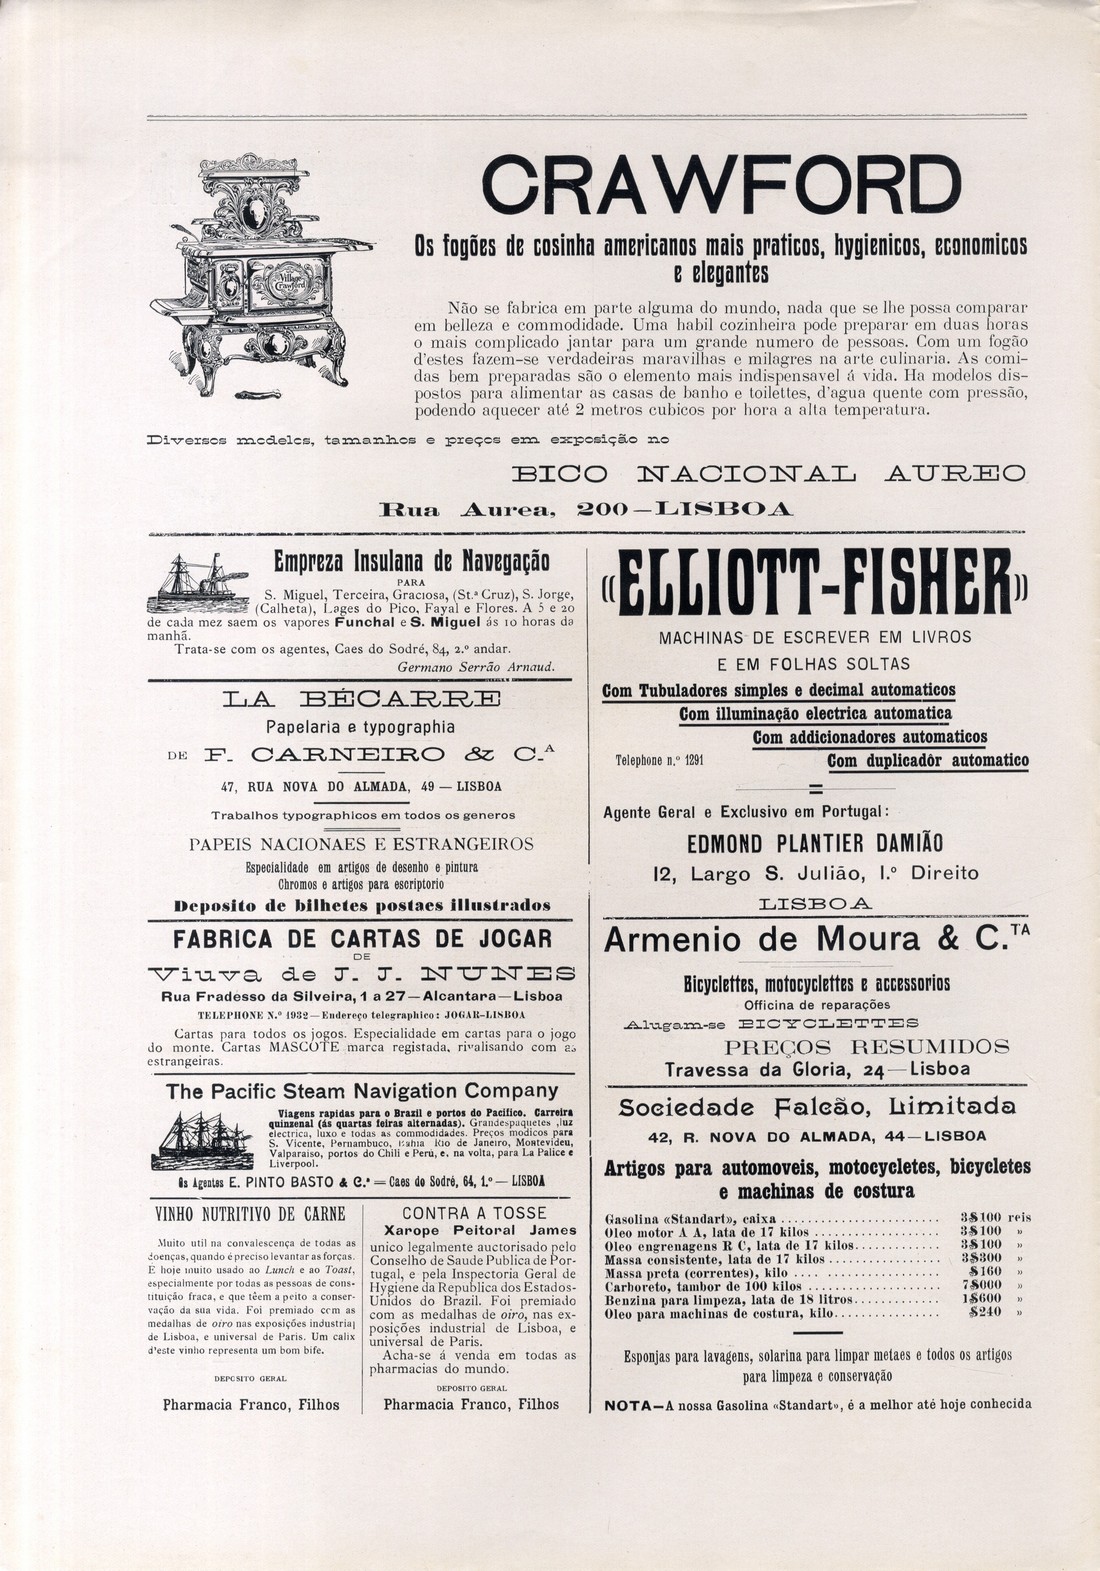 CRAWFORD
Os fogões de cosinha americanos mais praticos, hygienicos, economicos
e elegantes
Village
Crawford
Não se fabrica em parte alguma do mundo, nada que se lhe possa comparar
em belleza e commodidade. Uma habil cozinheira pode preparar em duas horas
o mais complicado jantar para um grande numero de pessoas. Com um fogão
d'estes fazem-se verdadeiras maravilhas e milagres na arte culinaria. As comi-
das bem preparadas são o elemento mais indispensavel á vida. Ha modelos dis-
postos para alimentar as casas de banho e toilettes, d'agua quente com pressão,
podendo aquecer até 2 metros cubicos por hora a alta temperatura.
Diversos modelos, tamanhos e preços em exposição no
BICO NACIONAL AUREO
Rua Aurea, 200—LISBOA
Empreza Insulana de Navegação
PARA
S. Miguel, Terceira, Graciosa, (St.ª Cruz), S. Jorge,
(Calheta), Lages do Pico, Fayal e Flores. A 5 e 20
de cada mez saem os vapores Funchal e S. Miguel ás 10 horas da
manhã.
Trata-se com os agentes, Caes do Sodré, 84, 2.º andar.
Germano Serrão Arnaud.
LA BÉCARRE
Papelaria e typographia
DE F. CARNEIRO & C.A
47, RUA NOVA DO ALMADA, 49 — LISBOA
Trabalhos typographicos em todos os generos
PAPEIS NACIONAES E ESTRANGEIROS
Especialidade em artigos de desenho e pintura
Chromos e artigos para escriptorio
Deposito de bilhetes postaes illustrados
FABRICA DE CARTAS DE JOGAR
DE
Viuva de J. J. NUNES
Rua Fradesso da Silveira, 1 a 27—Alcantara—Lisboa
TELEPHONE N.º 1932—Endereço telegraphico: JOGAR-LISBOA
Cartas para todos os jogos. Especialidade em cartas para o jogo
do monte. Cartas MASCOTE marca registada, rivalisando com as
estrangeiras.
The Pacific Steam Navigation Company
Viagens rapidas para o Brazil e portos do Pacifico. Carreira
quinzenal (ás quartas feiras alternadas). Grandes paquetes, luz
electrica, luxo e todas as commodidades. Preços modicos para
S. Vicente, Pernambuco, Bahia Rio de Janeiro, Montevideu,
Valparaiso, portos do Chili e Perú, e, na volta, para La Palice e
Liverpool.
Os Agentes E. PINTO BASTO & C.ª = Caes do Sodré, 64, 1.º — LISBOA
VINHO NUTRITIVO DE CARNE
Muito util na convalescença de todas as
doenças, quando é preciso levantar as forças.
É hoje muito usado ao Lunch e ao Toast,
especialmente por todas as pessoas de cons-
tituição fraca, e que têem a peito a conser-
vação da sua vida. Foi premiado com as
medalhas de oiro nas exposições industrial
de Lisboa, e universal de Paris. Um calix
d'este vinho representa um bom bife.
DEPOSITO GERAL
Pharmacia Franco, Filhos
CONTRA A TOSSE
Xarope Peitoral James
unico legalmente auctorisado pelo
Conselho de Saude Publica de Por-
tugal, e pela Inspectoria Geral de
Hygiene da Republica dos Estados-
Unidos do Brazil. Foi premiado
com as medalhas de oiro, nas ex-
posições industrial de Lisboa, e
universal de Paris.
Acha-se á venda em todas as
pharmacias do mundo.
DEPOSITO GERAL
Pharmacia Franco, Filhos
«ELLIOTT-FISHER»
MACHINAS DE ESCREVER EM LIVROS
E EM FOLHAS SOLTAS
Com Tubuladores simples e decimal automaticos
Com illuminação electrica automatica
Com addicionadores automaticos
Telephone n.º 1291 Com duplicadôr automatico
Agente Geral e Exclusivo em Portugal:
EDMOND PLANTIER DAMIÃO
12, Largo S. Julião, 1.º Direito
LISBOA
Armenio de Moura & C.TA
Bicyclettes, motocyclettes e accessorios
Officina de reparações
Alugam-se BICYCLETTES
PREÇOS RESUMIDOS
Travessa da Gloria, 24—Lisboa
Sociedade Falcão, Limitada
42, R. NOVA DO ALMADA, 44—LISBOA
Artigos para automoveis, motocycletes, bicycletes
e machinas de costura
Gasolina «Standart», caixa ........................ 3$100 reis
Oleo motor A A, lata de 17 kilos .................... 3$100 »
Oleo engrenagens R C, lata de 17 kilos............. 3$100 »
Massa consistente, lata de 17 kilos ................. 3$300 »
Massa preta (correntes), kilo .... .................. $160 »
Carboreto, tambor de 100 kilos ..................... 7$000 »
Benzina para limpeza, lata de 18 litros............. 1$600 »
Oleo para machinas de costura, kilo................ $240 »
Esponjas para lavagens, solarina para limpar metaes e todos os artigos
para limpeza e conservação
NOTA—A nossa Gasolina «Standart», é a melhor até hoje conhecida